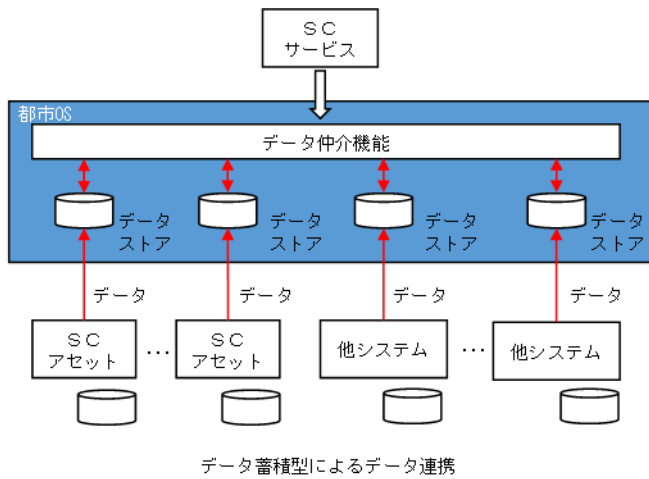 ＳＣ
サービス
都市OS
データ仲介機能
データ
ストア
データ
ストア
データ
ストア
データ
ストア
データ
データ
データ
データ
ＳＣ
アセット
…
ＳＣ
アセット
他システム
…
他システム
データ蓄積型によるデータ連携